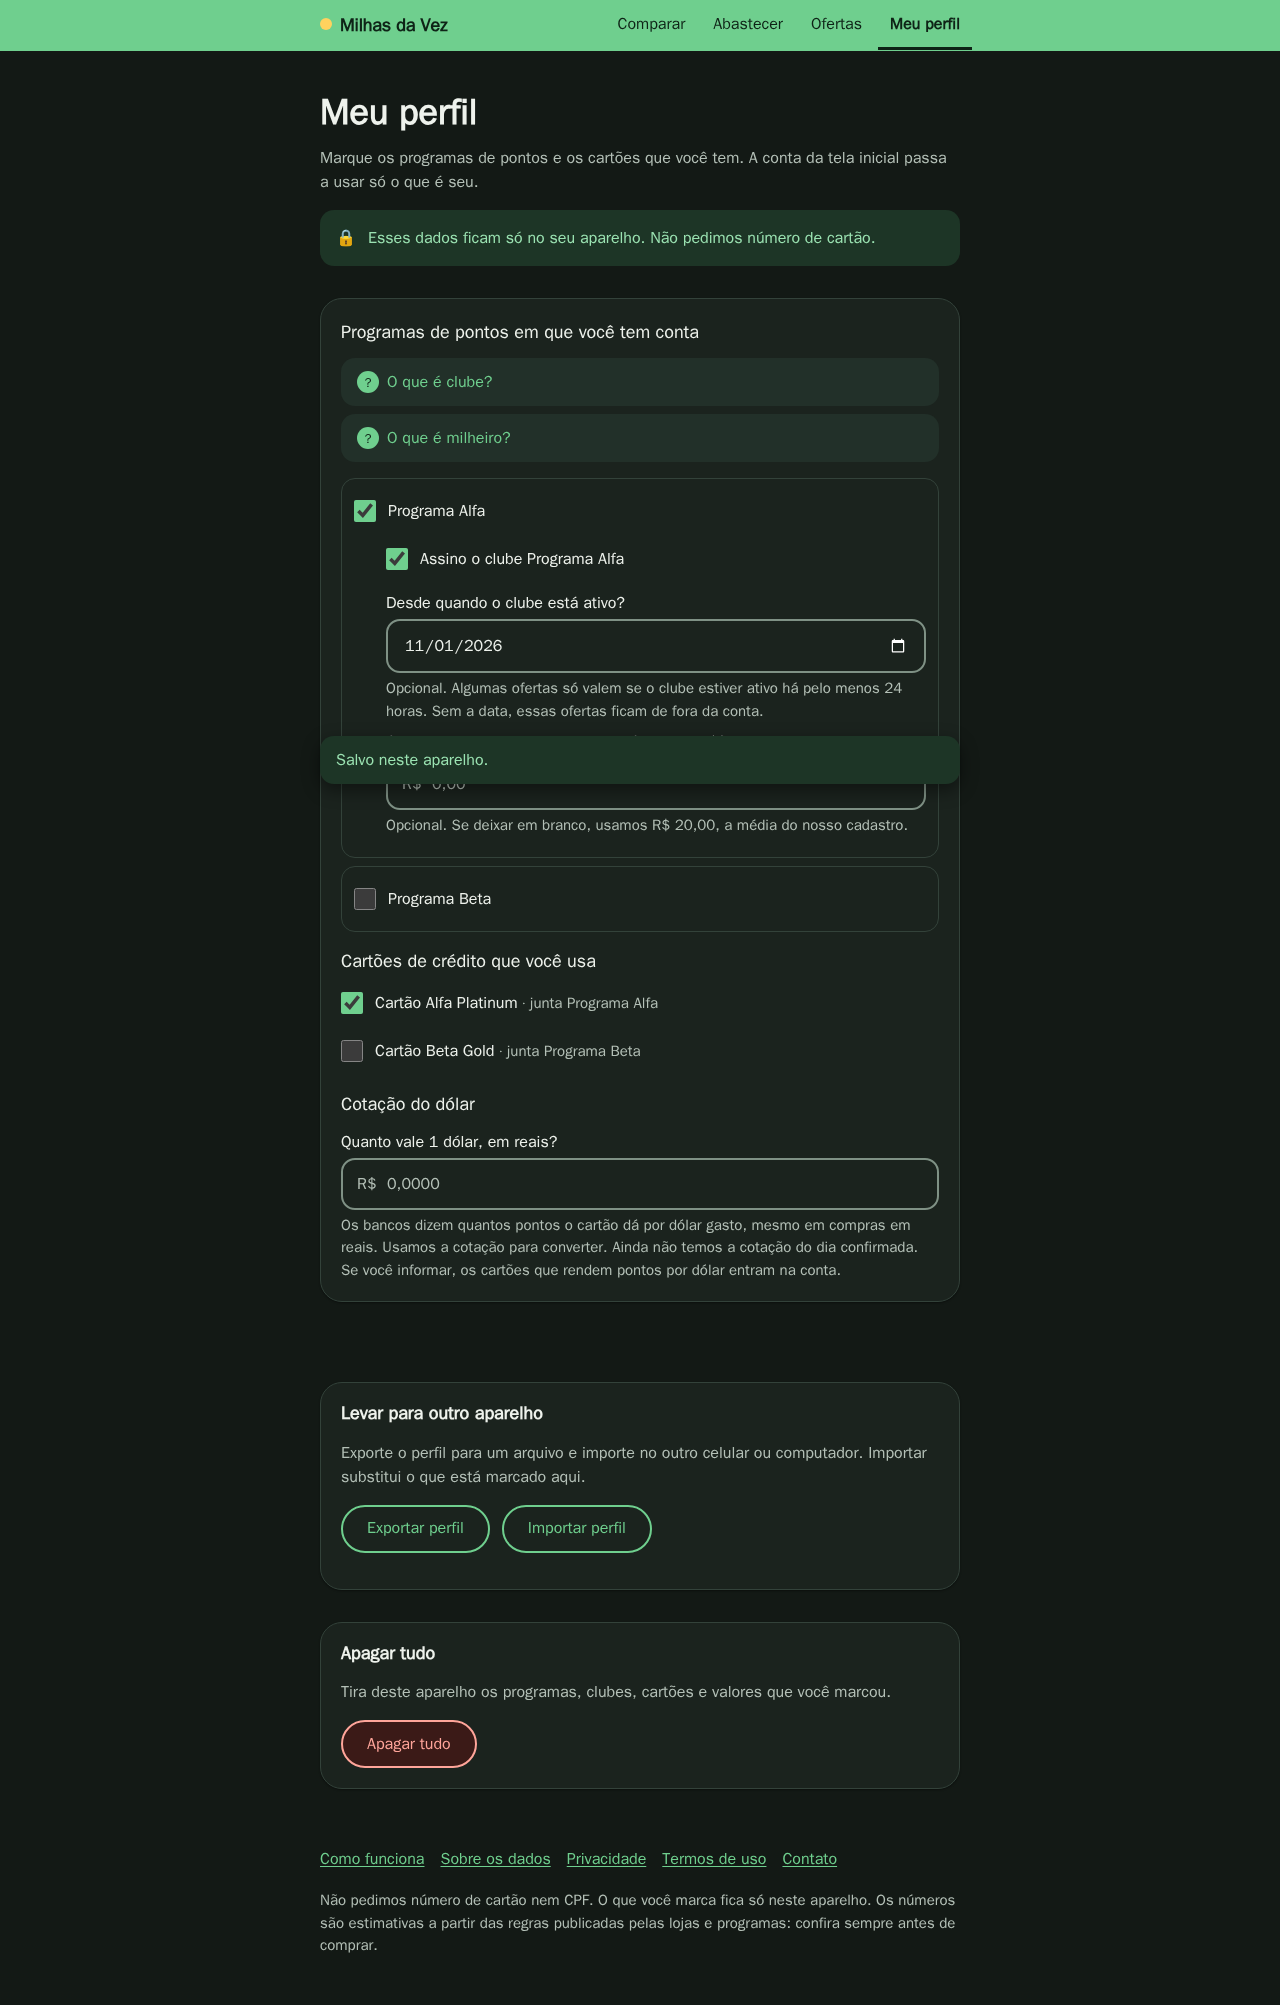 Milhas da Vez
Comparar
Abastecer
Ofertas
Meu perfil
Meu perfil
Marque os programas de pontos e os cartões que você tem. A conta da tela inicial passa
a usar só o que é seu.
Esses dados ficam só no seu aparelho. Não pedimos número de cartão.
Programas de pontos em que você tem conta
? O que é clube?
? O que é milheiro?
Programa Alfa
Assino o clube Programa Alfa
Desde quando o clube está ativo?
11/01/2026
Opcional. Algumas ofertas só valem se o clube estiver ativo há pelo menos 24
horas. Sem a data, essas ofertas ficam de fora da conta.
Salvo neste aparelho.
R$ 0,00
Opcional. Se deixar em branco, usamos R$ 20,00, a média do nosso cadastro.
Programa Beta
Cartões de crédito que você usa
Cartão Alfa Platinum · junta Programa Alfa
Cartão Beta Gold · junta Programa Beta
Cotação do dólar
Quanto vale 1 dólar, em reais?
R$ 0,0000
Os bancos dizem quantos pontos o cartão dá por dólar gasto, mesmo em compras em
reais. Usamos a cotação para converter. Ainda não temos a cotação do dia confirmada.
Se você informar, os cartões que rendem pontos por dólar entram na conta.
Levar para outro aparelho
Exporte o perfil para um arquivo e importe no outro celular ou computador. Importar
substitui o que está marcado aqui.
Exportar perfil
Importar perfil
Apagar tudo
Tira deste aparelho os programas, clubes, cartões e valores que você marcou.
Apagar tudo
Como funciona
Sobre os dados
Privacidade
Termos de uso
Contato
Não pedimos número de cartão nem CPF. O que você marca fica só neste aparelho. Os números
são estimativas a partir das regras publicadas pelas lojas e programas: confira sempre antes de
comprar.